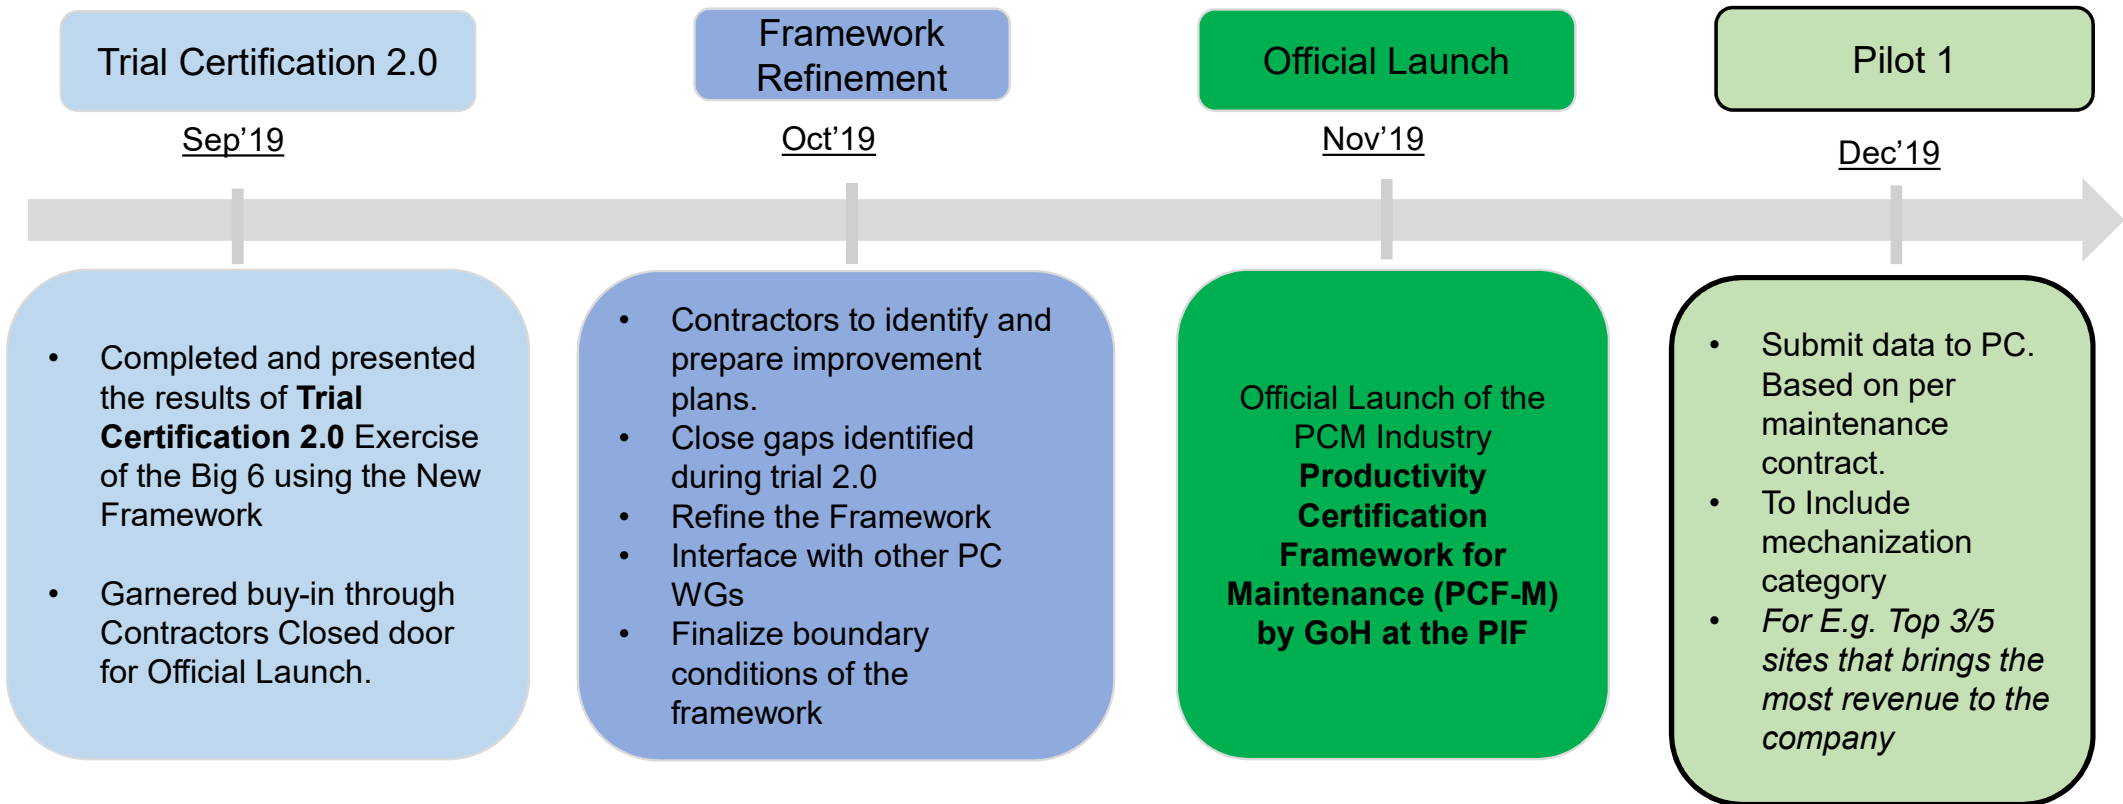 Trial Certification 2.0
Framework
Refinement
Official Launch
Pilot 1
Sep’19
Oct’19
Nov’19
Dec’19
• Completed and presented
the results of Trial
Certification 2.0 Exercise
of the Big 6 using the New
Framework
• Garnered buy-in through
Contractors Closed door
for Official Launch.
• Contractors to identify and
prepare improvement
plans.
• Close gaps identified
during trial 2.0
• Refine the Framework
• Interface with other PC
WGs
• Finalize boundary
conditions of the
framework
Official Launch of the
PCM Industry
Productivity
Certification
Framework for
Maintenance (PCF-M)
by GoH at the PIF
• Submit data to PC.
Based on per
maintenance
contract.
• To Include
mechanization
category
• For E.g. Top 3/5
sites that brings the
most revenue to the
company